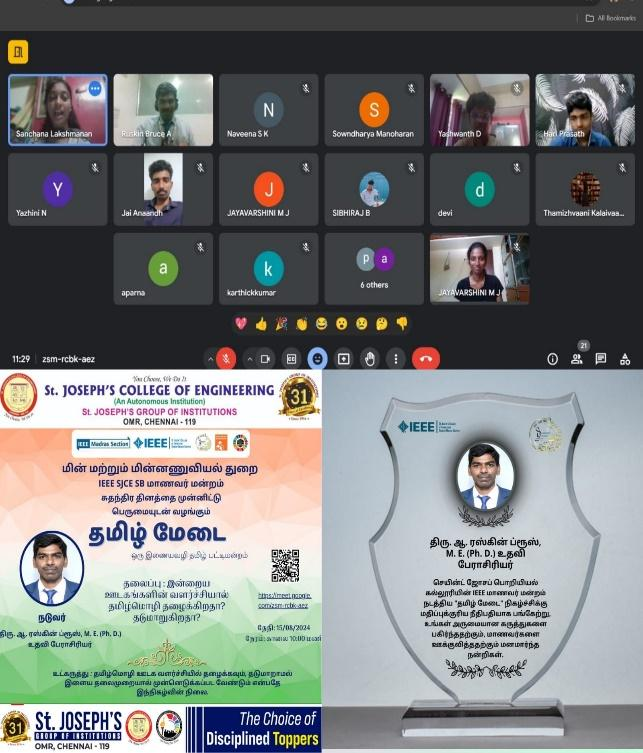 All Bookmarks
Sanchana Lakshmanan
Ruskin Bruce A
N
Naveena S K
S
Sowndharya Manoharan
Yashwanth D
Hari Prasath
Y
Yazhini N
Jai Anaandh
J
JAYAVARSHINI M J
SIBHIRAJ B
d
devi
Thamizhvaani Kalaivaa...
a
aparna
k
karthickkumar
p a
6 others
JAYAVARSHINI M J
21
11:29 zsm-rcbk-aez
You Choose, We Do It
St. JOSEPH'S COLLEGE OF ENGINEERING
(An Autonomous Institution)
St. JOSEPH'S GROUP OF INSTITUTIONS
OMR, CHENNAI - 119
31
IEEE Madras Section
IEEE
மின் மற்றும் மின்னணுவியல் துறை
IEEE SJCE SB மாணவர் மன்றம்
சுதந்திர தினத்தை முன்னிட்டு
பெருமையுடன் வழங்கும்
தமிழ் மேடை
ஒரு இணையவழி தமிழ் பட்டிமன்றம்
தலைப்பு : இன்றைய
ஊடகங்களின் வளர்ச்சியால்
தமிழ்மொழி தழைக்கிறதா?
தடுமாறுகிறதா?
https://meet.google.
com/zsm-rcbk-aez
நடுவர்
திரு. ஆ. ரஸ்கின் ப்ரூஸ், M. E. (Ph. D.)
உதவி பேராசிரியர்
தேதி: 15/08/2024
நேரம்: காலை 10:00 மணி
உட்கருத்து : தமிழ்மொழி ஊடக வளர்ச்சியில் தழைக்கவும், தடுமாறாமல்
இளைய தலைமுறையால் முன்னெடுக்கப்பட வேண்டும் என்பதே
இந்நிகழ்வின் நிலை.
31
St. JOSEPH'S
GROUP OF INSTITUTIONS
OMR, CHENNAI - 119
The Choice of
Disciplined Toppers
IEEE
திரு. ஆ. ரஸ்கின் ப்ரூஸ்,
M. E. (Ph. D.) உதவி
பேராசிரியர்
செயின்ட் ஜோசப் பொறியியல்
கல்லூரியின் IEEE மாணவர் மன்றம்
நடத்திய "தமிழ் மேடை" நிகழ்ச்சிக்கு
மதிப்புக்குரிய நீதிபதியாக பங்கேற்று,
உங்கள் அருமையான கருத்துகளை
பகிர்ந்ததற்கும், மாணவர்களை
ஊக்குவித்ததற்கும் மனமார்ந்த
நன்றிகள்.